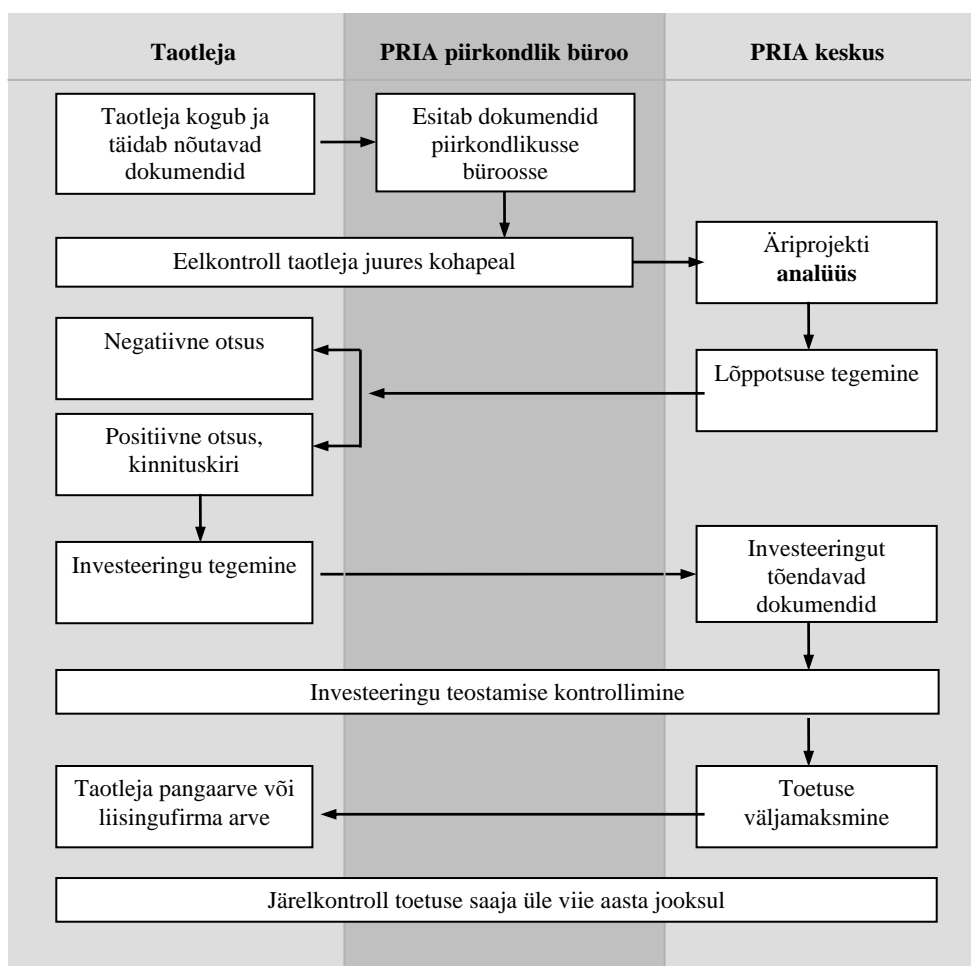 Taotleja
PRIA piirkondlik büroo
PRIA keskus
Taotleja kogub ja
täidab nõutavad
dokumendid
Esitab dokumendid
piirkondlikusse
büroosse
Eelkontroll taotleja juures kohapeal
Äriprojekti
analüüs
Negatiivne otsus
Lõppotsuse tegemine
Positiivne otsus,
kinnituskiri
Investeeringu tegemine
Investeeringut
tõendavad
dokumendid
Investeeringu teostamise kontrollimine
Taotleja pangaarve või
liisingufirma arve
Toetuse
väljamaksmine
Järelkontroll toetuse saaja üle viie aasta jooksul